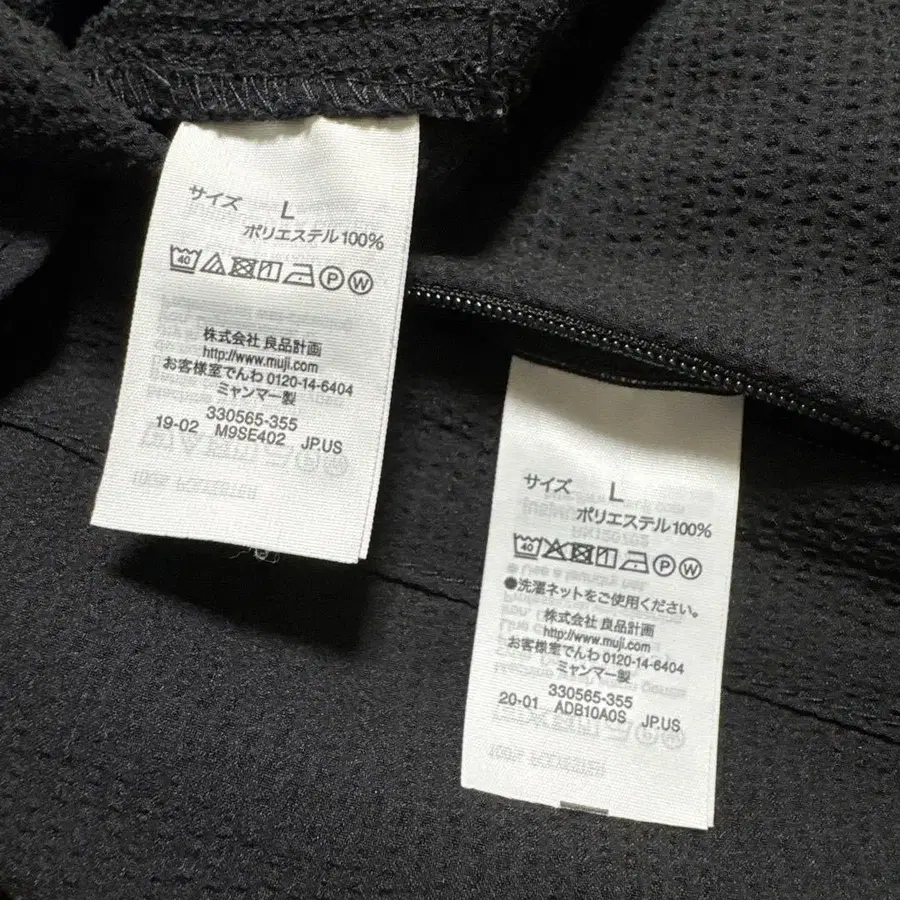 サイズ L
ポリエステル100%
40 P W
株式会社 良品計画
http://www.muji.com
お客様室でんわ 0120-14-6404
ミャンマー製
330565-355
19-02 M9SE402 JP.US
サイズ L
ポリエステル100%
40 P W
●洗濯ネットをご使用ください。
株式会社 良品計画
http://www.muji.com
お客様室でんわ 0120-14-6404
ミャンマー製
330565-355
20-01 ADB10A0S JP.US